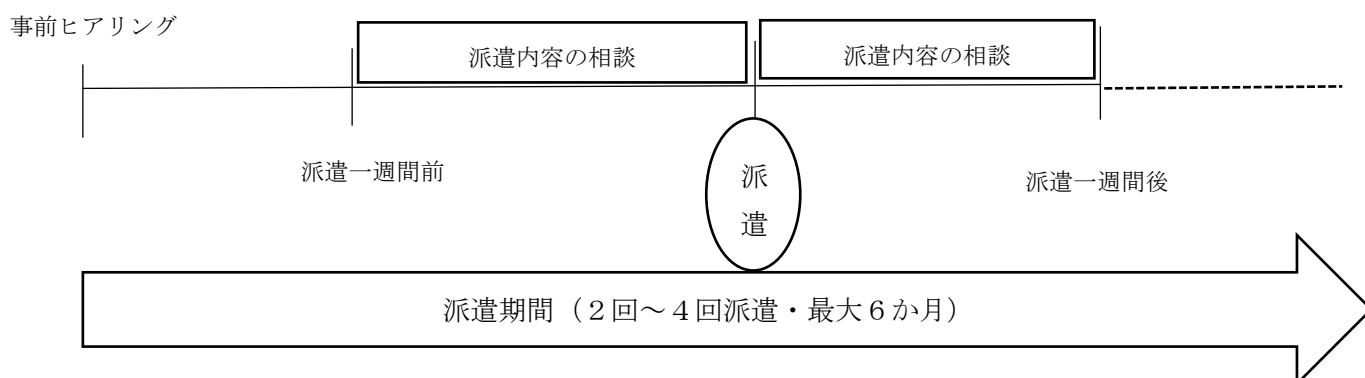 事前ヒアリング
派遣内容の相談
派遣内容の相談
派遣一週間前
派
遣
派遣一週間後
派遣期間（２回～４回派遣・最大６か月）